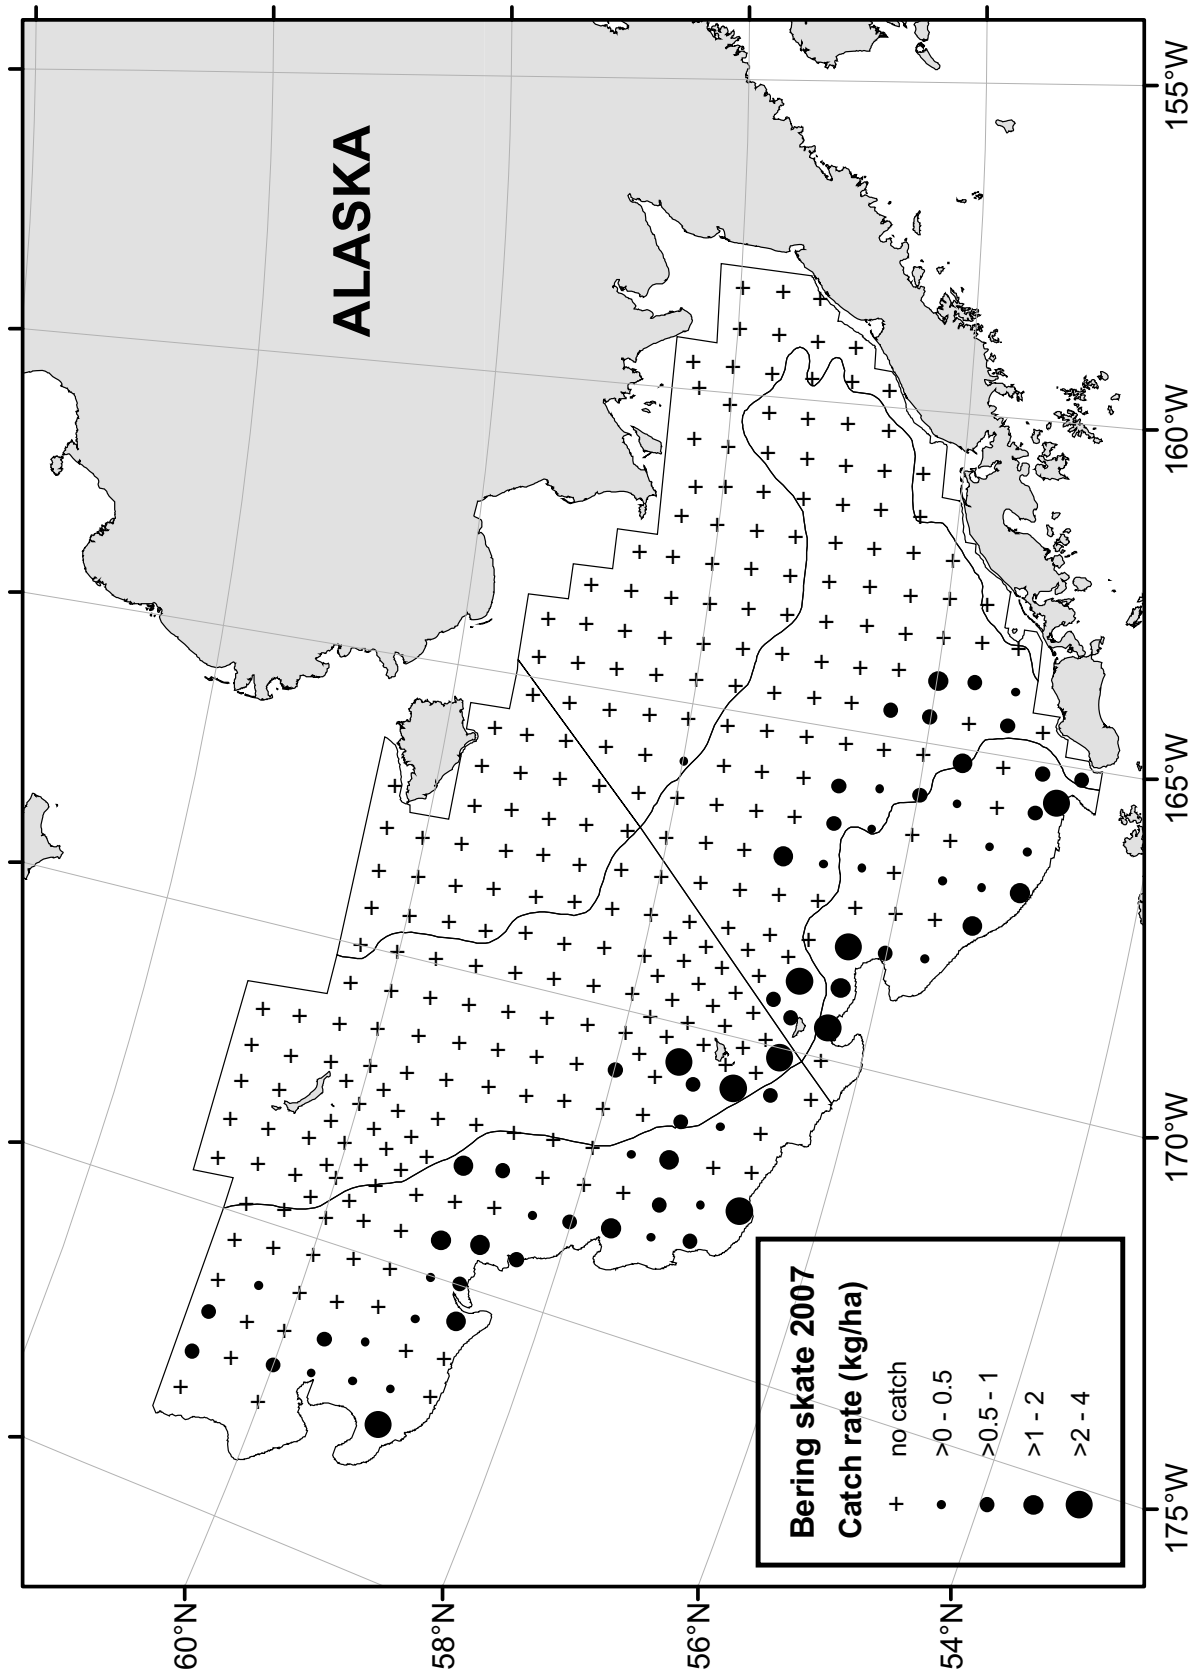 ALASKA
60°N
58°N
56°N
54°N
175°W
170°W
165°W
160°W
155°W
Bering skate 2007
Catch rate (kg/ha)
no catch
>0 - 0.5
>0.5 - 1
>1 - 2
>2 - 4